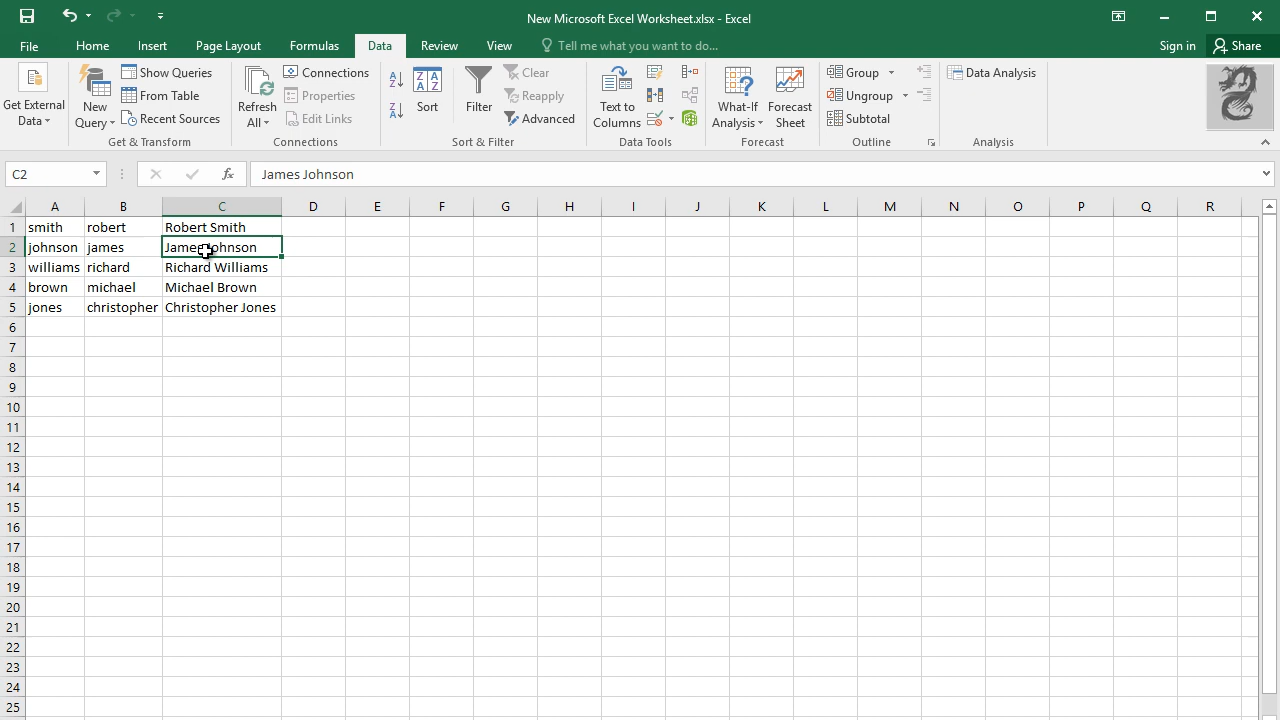 New Microsoft Excel Worksheet.xlsx - Excel
File Home Insert Page Layout Formulas Data Review View Tell me what you want to do... Sign in Share
Get External Data
New Query
Show Queries
From Table
Recent Sources
Get & Transform
Refresh All
Connections
Properties
Edit Links
Connections
Sort
Filter
Clear
Reapply
Advanced
Sort & Filter
Text to Columns
Data Tools
What-If Analysis
Forecast Sheet
Forecast
Group
Ungroup
Subtotal
Outline
Data Analysis
Analysis
C2 fx James Johnson
A B C D E F G H I J K L M N O P Q R
1 smith robert Robert Smith
2 johnson james James Johnson
3 williams richard Richard Williams
4 brown michael Michael Brown
5 jones christopher Christopher Jones
6
7
8
9
10
11
12
13
14
15
16
17
18
19
20
21
22
23
24
25